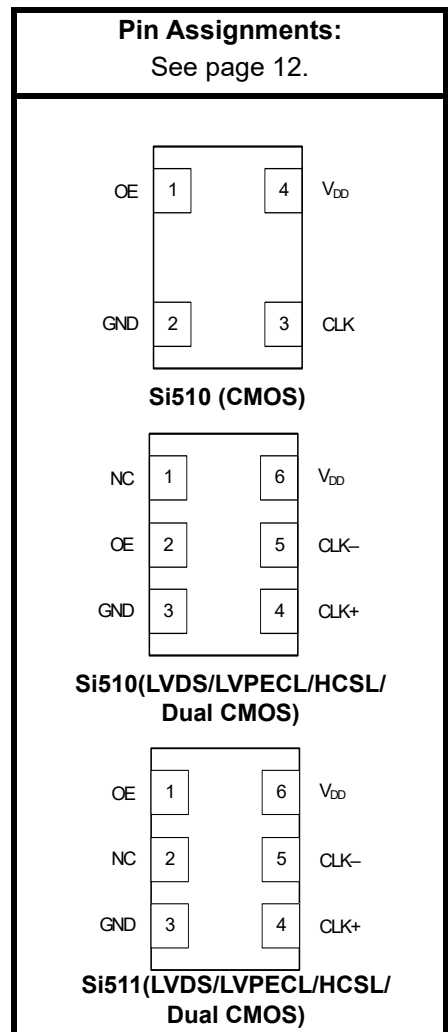 Pin Assignments:
See page 12.
OE 1 4 VDD
GND 2 3 CLK
Si510 (CMOS)
NC 1 6 VDD
OE 2 5 CLK–
GND 3 4 CLK+
Si510(LVDS/LVPECL/HCSL/
Dual CMOS)
OE 1 6 VDD
NC 2 5 CLK–
GND 3 4 CLK+
Si511(LVDS/LVPECL/HCSL/
Dual CMOS)